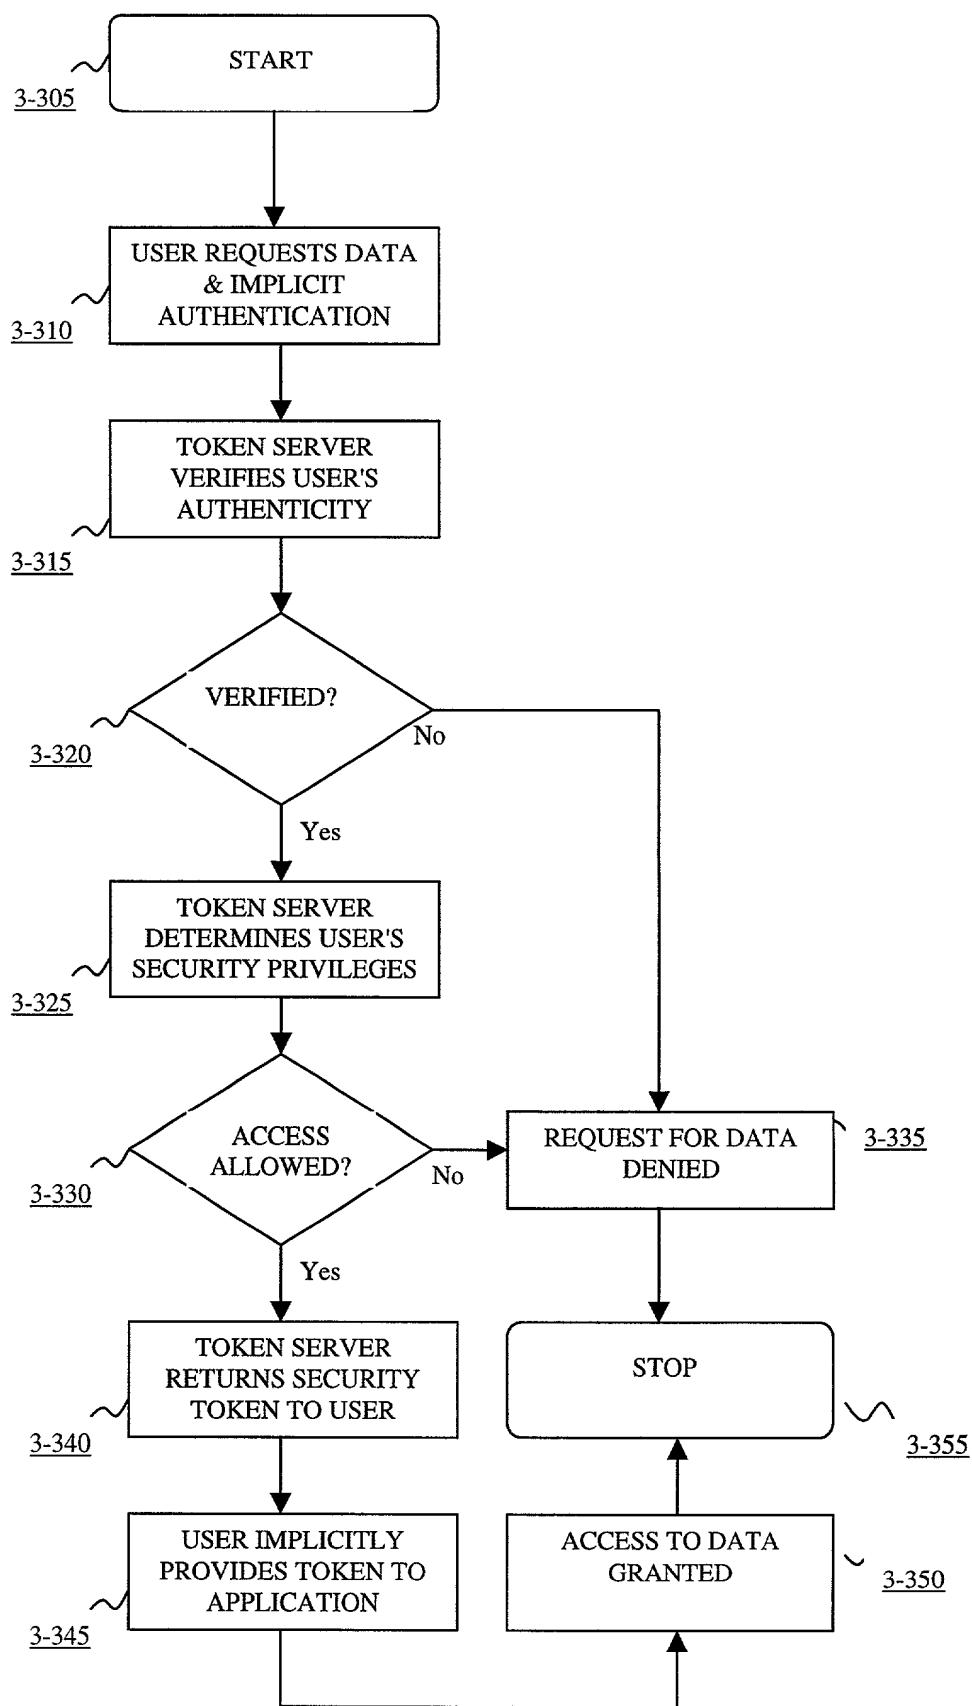 START
3-305
USER REQUESTS DATA
& IMPLICIT
AUTHENTICATION
3-310
TOKEN SERVER
VERIFIES USER'S
AUTHENTICITY
3-315
VERIFIED?
No
3-320
Yes
TOKEN SERVER
DETERMINES USER'S
SECURITY PRIVILEGES
3-325
ACCESS
ALLOWED?
No
3-330
REQUEST FOR DATA
DENIED
3-335
Yes
TOKEN SERVER
RETURNS SECURITY
TOKEN TO USER
3-340
STOP
3-355
USER IMPLICITLY
PROVIDES TOKEN TO
APPLICATION
3-345
ACCESS TO DATA
GRANTED
3-350